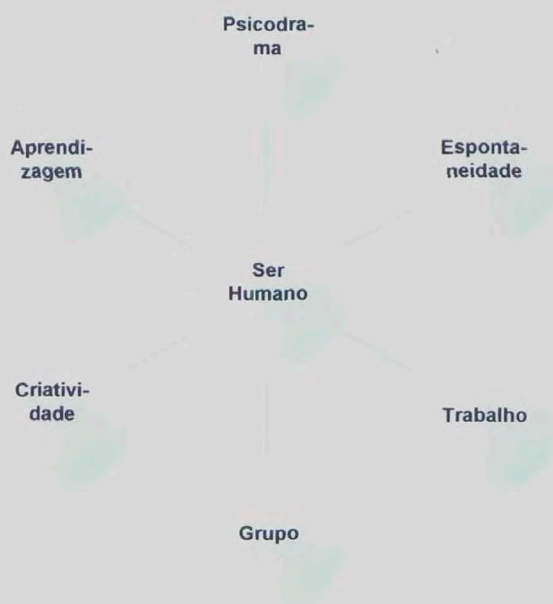 Psicodra-
ma
Aprendi-
zagem
Esponta-
neidade
Ser
Humano
Criativi-
dade
Trabalho
Grupo